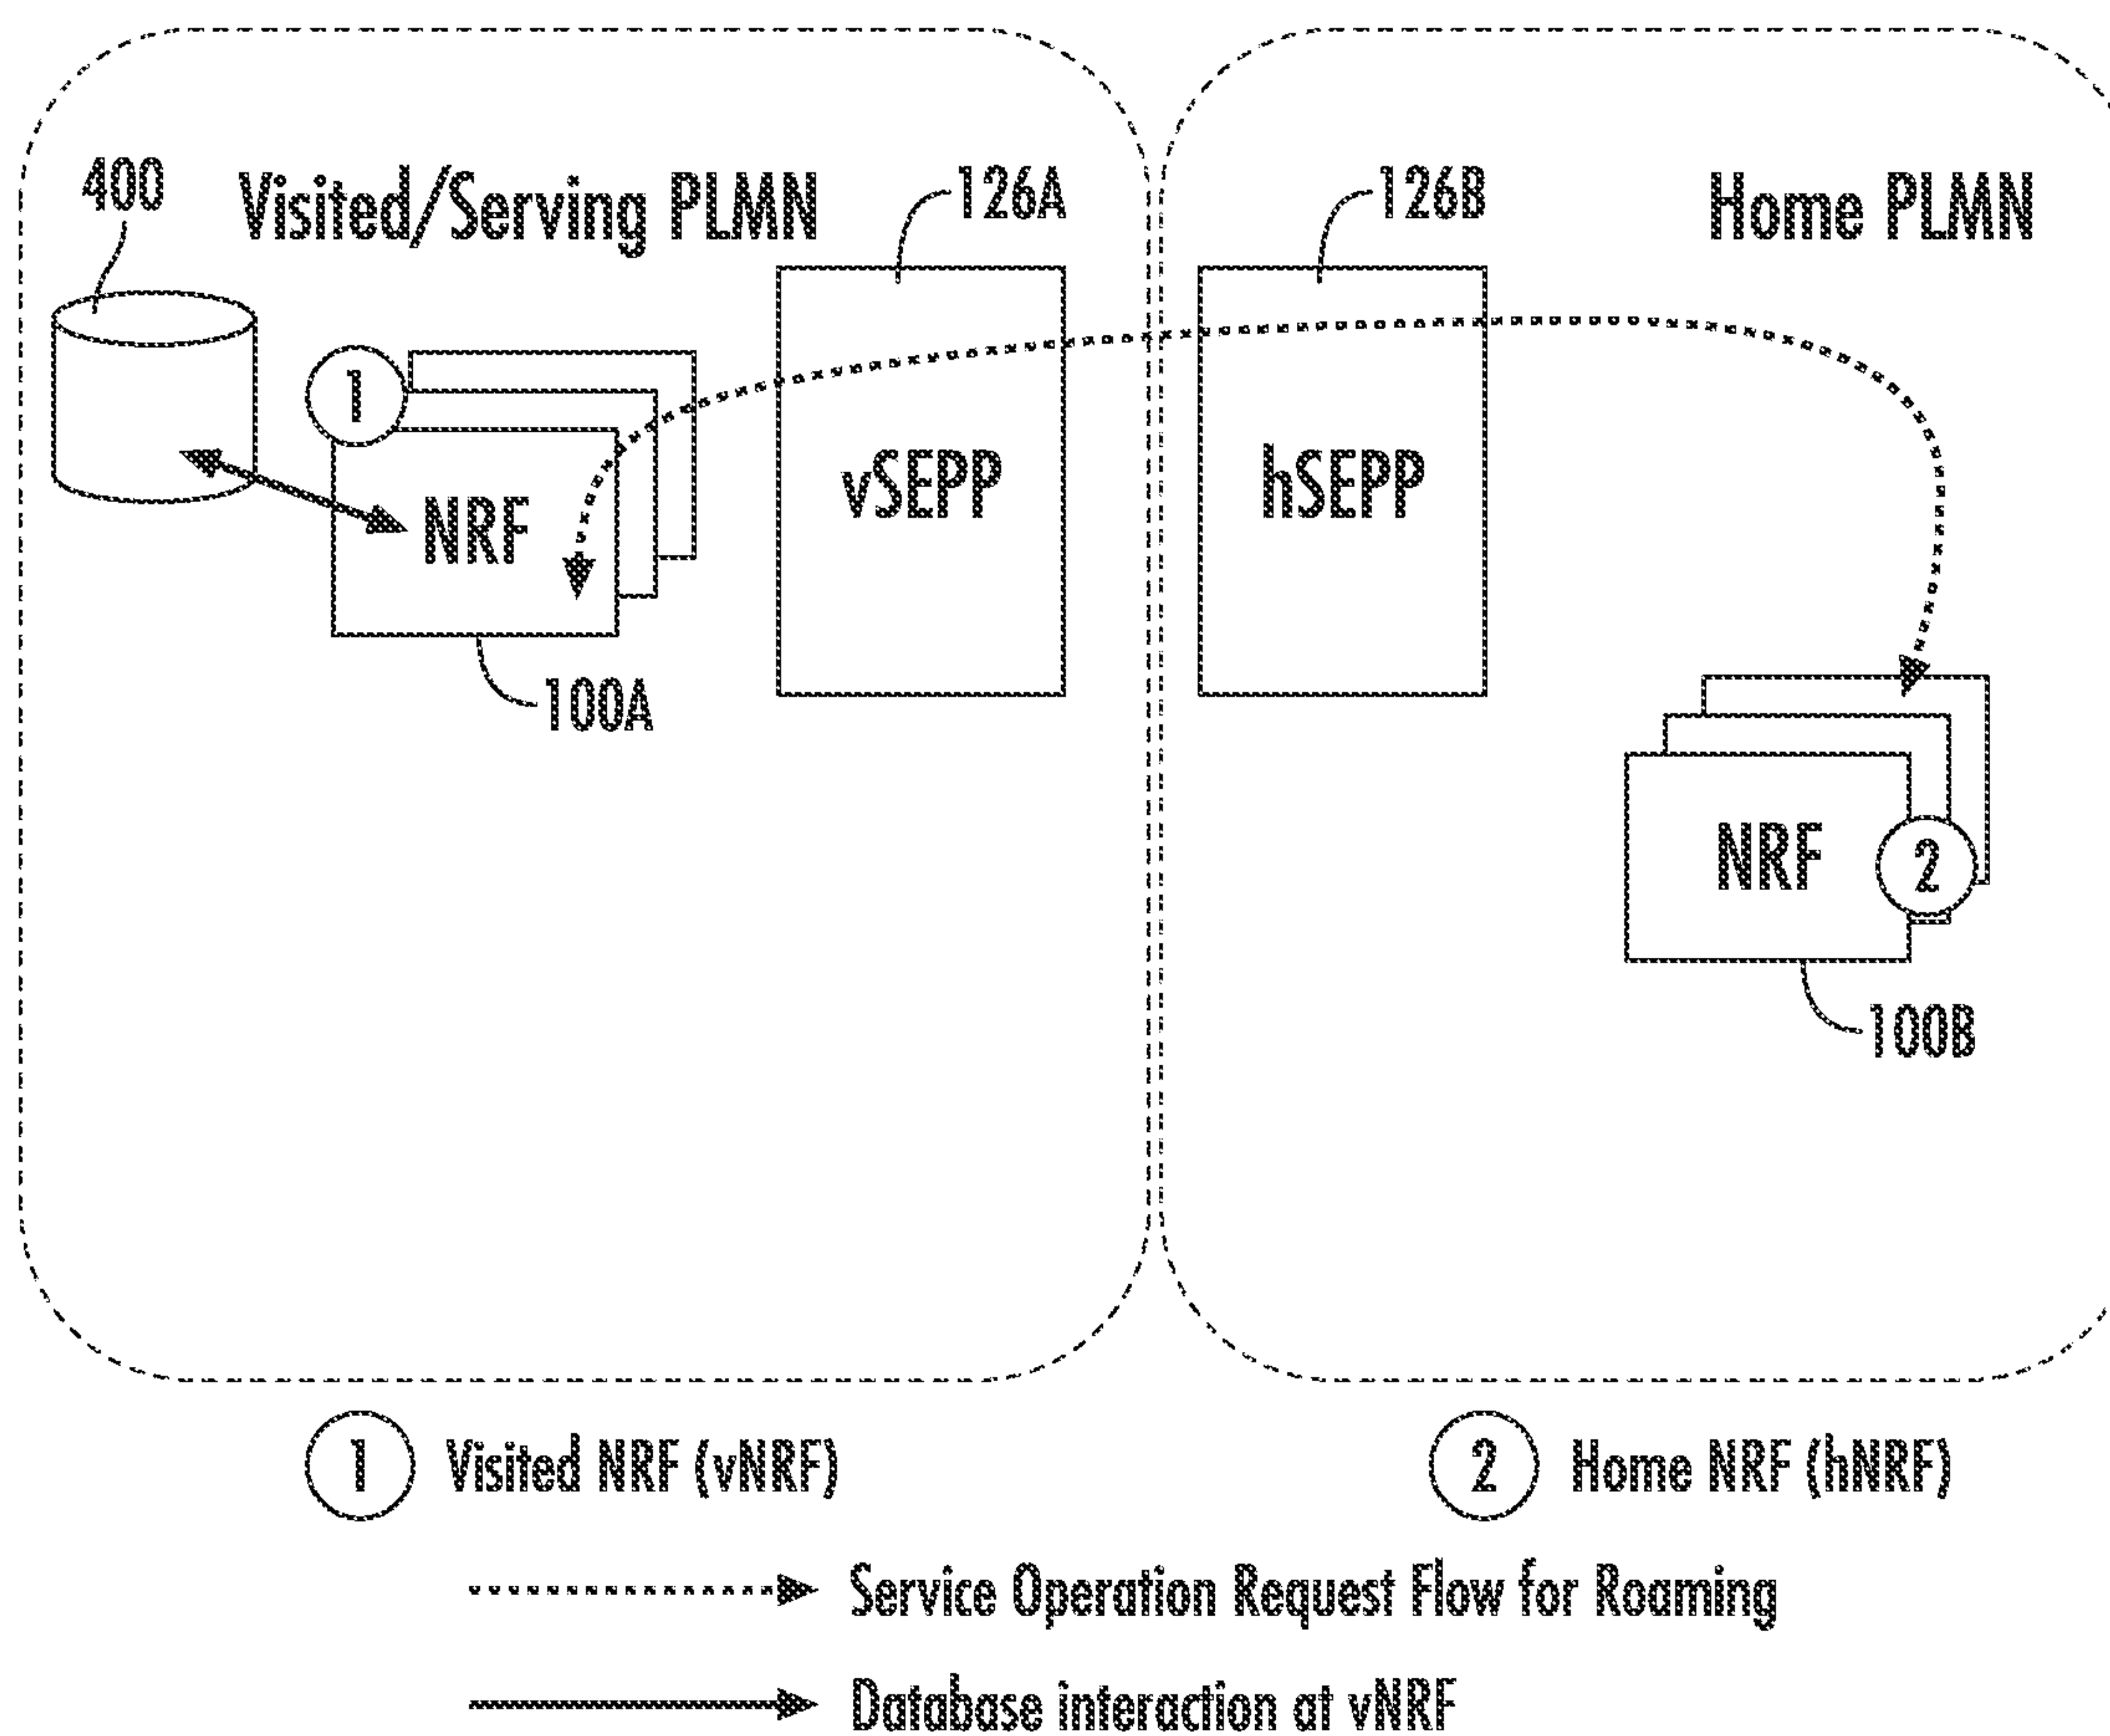 400
Visited/Serving PLMN
126A
126B
Home PLMN
1
NRF
vSEPP
hSEPP
100A
NRF
2
100B
1 Visited NRF (vNRF)
2 Home NRF (hNRF)
Service Operation Request Flow for Roaming
Database interaction at vNRF